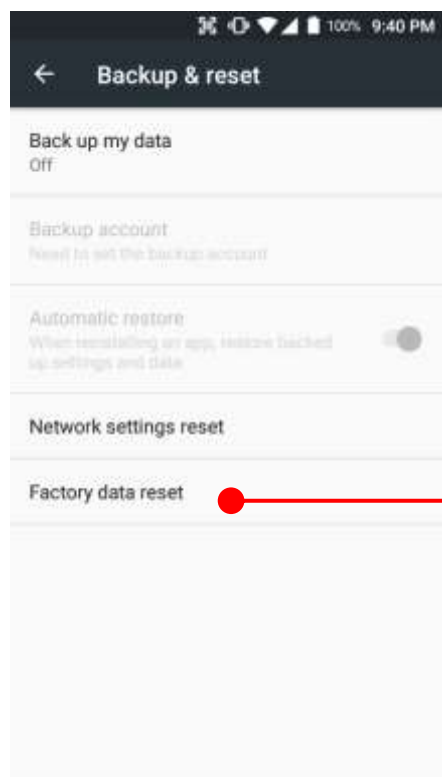 100% 9:40 PM
Backup & reset
Back up my data
Off
Backup account
Need to set the backup account
Automatic restore
When reinstalling an app, restore backed
up settings and data
Network settings reset
Factory data reset